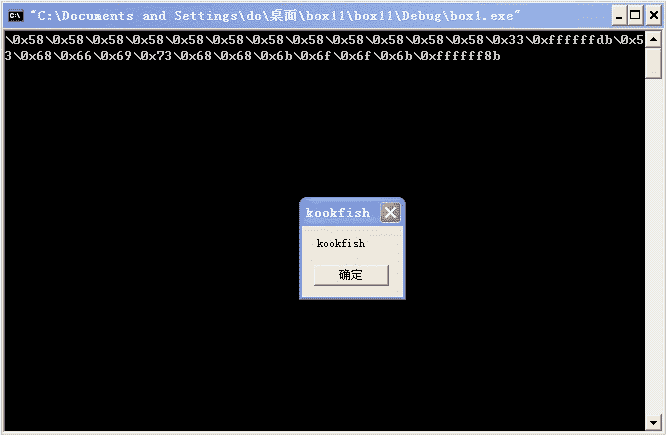 "C:\Documents and Settings\do\桌面\box11\box11\Debug\box1.exe"
\0x58\0x58\0x58\0x58\0x58\0x58\0x58\0x58\0x58\0x58\0x58\0x58\0x33\0xffffffdb\0x5
3\0x68\0x66\0x69\0x73\0x68\0x68\0x6b\0x6f\0x6f\0x6b\0xffffff8b
kookfish
kookfish
确定